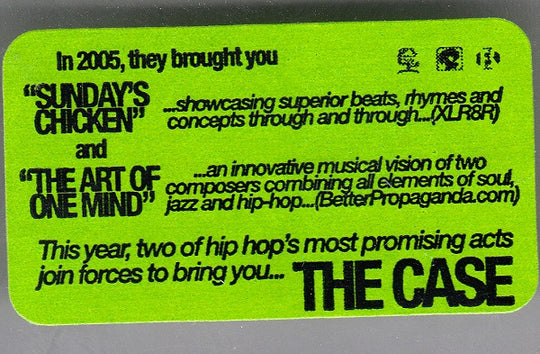 In 2005, they brought you
"SUNDAY'S CHICKEN" ...showcasing superior beats, rhymes and concepts through and through...(XLR8R)
and
"THE ART OF ONE MIND" ...an innovative musical vision of two composers combining all elements of soul, jazz and hip-hop...(BetterPropaganda.com)
This year, two of hip hop's most promising acts
join forces to bring you... THE CASE